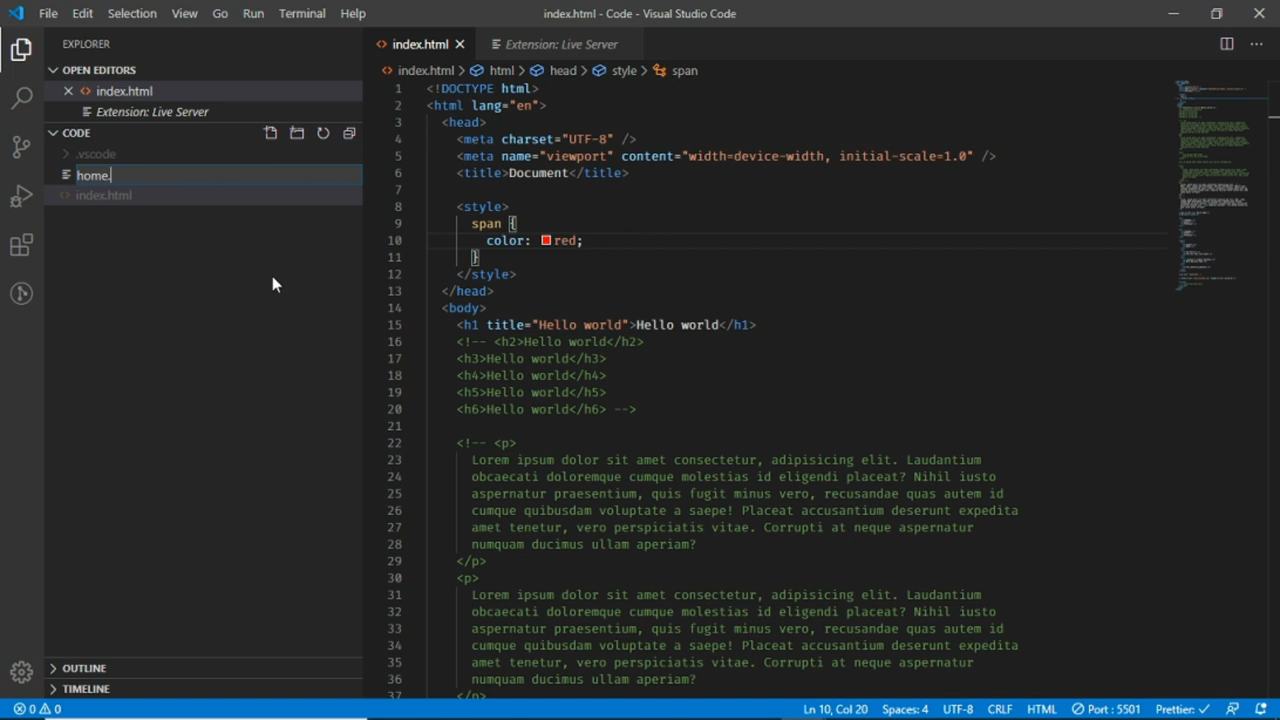 File Edit Selection View Go Run Terminal Help index.html - Code - Visual Studio Code
EXPLORER
OPEN EDITORS
index.html
Extension: Live Server
CODE
.vscode
home.
index.html
OUTLINE
TIMELINE
index.html Extension: Live Server
index.html > html > head > style > span
1 <!DOCTYPE html>
2 <html lang="en">
3 <head>
4 <meta charset="UTF-8" />
5 <meta name="viewport" content="width=device-width, initial-scale=1.0" />
6 <title>Document</title>
7
8 <style>
9 span {
10 color: red;
11 }
12 </style>
13 </head>
14 <body>
15 <h1 title="Hello world">Hello world</h1>
16 <!-- <h2>Hello world</h2>
17 <h3>Hello world</h3>
18 <h4>Hello world</h4>
19 <h5>Hello world</h5>
20 <h6>Hello world</h6> -->
21
22 <!-- <p>
23 Lorem ipsum dolor sit amet consectetur, adipisicing elit. Laudantium
24 obcaecati doloremque cumque molestias id eligendi placeat? Nihil iusto
25 aspernatur praesentium, quis fugit minus vero, recusandae quas autem id
26 cumque quibusdam voluptate a saepe! Placeat accusantium deserunt expedita
27 amet tenetur, vero perspiciatis vitae. Corrupti at neque aspernatur
28 numquam ducimus ullam aperiam?
29 </p>
30 <p>
31 Lorem ipsum dolor sit amet consectetur, adipisicing elit. Laudantium
32 obcaecati doloremque cumque molestias id eligendi placeat? Nihil iusto
33 aspernatur praesentium, quis fugit minus vero, recusandae quas autem id
34 cumque quibusdam voluptate a saepe! Placeat accusantium deserunt expedita
35 amet tenetur, vero perspiciatis vitae. Corrupti at neque aspernatur
36 numquam ducimus ullam aperiam?
37 </p>
0 0 Ln 10, Col 20 Spaces: 4 UTF-8 CRLF HTML Port : 5501 Prettier: